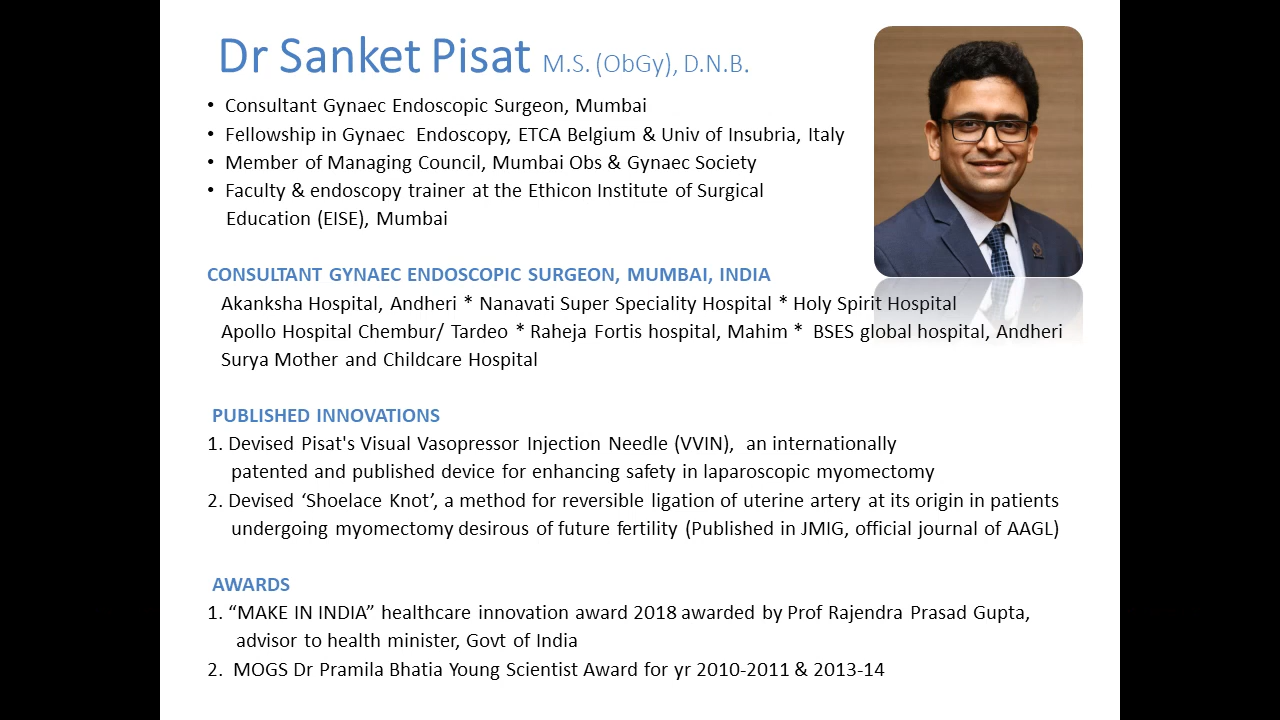 Dr Sanket Pisat M.S. (ObGy), D.N.B.
• Consultant Gynaec Endoscopic Surgeon, Mumbai
• Fellowship in Gynaec Endoscopy, ETCA Belgium & Univ of Insubria, Italy
• Member of Managing Council, Mumbai Obs & Gynaec Society
• Faculty & endoscopy trainer at the Ethicon Institute of Surgical
Education (EISE), Mumbai
CONSULTANT GYNAEC ENDOSCOPIC SURGEON, MUMBAI, INDIA
Akanksha Hospital, Andheri * Nanavati Super Speciality Hospital * Holy Spirit Hospital
Apollo Hospital Chembur/ Tardeo * Raheja Fortis hospital, Mahim * BSES global hospital, Andheri
Surya Mother and Childcare Hospital
PUBLISHED INNOVATIONS
1. Devised Pisat's Visual Vasopressor Injection Needle (VVIN), an internationally
patented and published device for enhancing safety in laparoscopic myomectomy
2. Devised ‘Shoelace Knot’, a method for reversible ligation of uterine artery at its origin in patients
undergoing myomectomy desirous of future fertility (Published in JMIG, official journal of AAGL)
AWARDS
1. “MAKE IN INDIA” healthcare innovation award 2018 awarded by Prof Rajendra Prasad Gupta,
advisor to health minister, Govt of India
2. MOGS Dr Pramila Bhatia Young Scientist Award for yr 2010-2011 & 2013-14